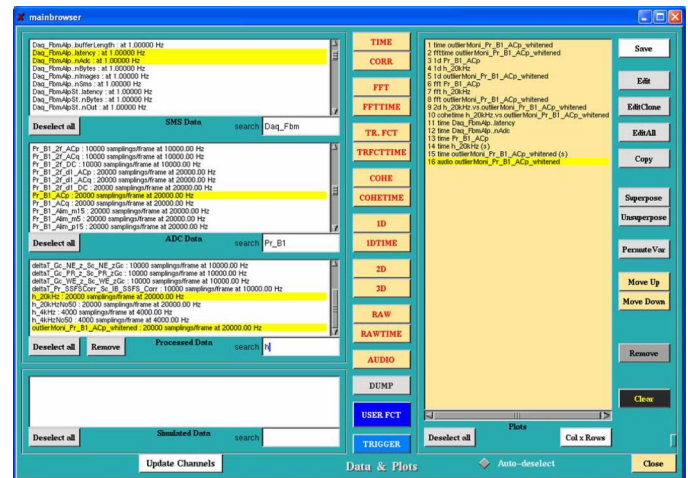 mainbrowser
Daq_FbmAlp.bufferLength : at 1.00000 Hz
Daq_FbmAlp.latency : at 1.00000 Hz
Daq_FbmAlp.nAdc : at 1.00000 Hz
Daq_FbmAlp.nBytes : at 1.00000 Hz
Daq_FbmAlp.nImages : at 1.00000 Hz
Daq_FbmAlp.nSms : at 1.00000 Hz
Daq_FbmAlpSt.latency : at 1.00000 Hz
Daq_FbmAlpSt.nBytes : at 1.00000 Hz
Daq_FbmAlpSt.nOut : at 1.00000 Hz
Deselect all
SMS Data
search
Daq_Fbm
Pr_B1_2f_ACp : 10000 samplings/frame at 10000.00 Hz
Pr_B1_2f_ACq : 10000 samplings/frame at 10000.00 Hz
Pr_B1_2f_DC : 10000 samplings/frame at 10000.00 Hz
Pr_B1_2f_d1_ACp : 20000 samplings/frame at 20000.00 Hz
Pr_B1_2f_d1_ACq : 20000 samplings/frame at 20000.00 Hz
Pr_B1_2f_d1_DC : 20000 samplings/frame at 20000.00 Hz
Pr_B1_ACp : 20000 samplings/frame at 20000.00 Hz
Pr_B1_ACq : 20000 samplings/frame at 20000.00 Hz
Pr_B1_Alim_m15 : 20000 samplings/frame at 20000.00 Hz
Pr_B1_Alim_m5 : 20000 samplings/frame at 20000.00 Hz
Pr_B1_Alim_p15 : 20000 samplings/frame at 20000.00 Hz
Deselect all
ADC Data
search
Pr_B1
deltaT_Gc_NE_z_Sc_NE_zGc : 10000 samplings/frame at 10000.00 Hz
deltaT_Gc_PR_z_Sc_PR_zGc : 10000 samplings/frame at 10000.00 Hz
deltaT_Gc_WE_z_Sc_WE_zGc : 10000 samplings/frame at 10000.00 Hz
deltaT_Pr_SSFSCorr_Sc_IB_SSFS_Corr : 10000 samplings/frame at 10000.00 Hz
h_20kHz : 20000 samplings/frame at 20000.00 Hz
h_20kHzNo50 : 20000 samplings/frame at 20000.00 Hz
h_4kHz : 4000 samplings/frame at 4000.00 Hz
h_4kHzNo50 : 4000 samplings/frame at 4000.00 Hz
outlierMoni_Pr_B1_ACp_whitened : 20000 samplings/frame at 20000.00 Hz
Deselect all
Remove
Processed Data
search
h
Deselect all
Simulated Data
search
Update Channels
TIME
CORR
FFT
FFTTIME
TR. FCT
TRFCTTIME
COHE
COHETIME
1D
1DTIME
2D
3D
RAW
RAWTIME
AUDIO
DUMP
USER FCT
TRIGGER
Data & Plots
1 time outlierMoni_Pr_B1_ACp_whitened
2 ffttime outlierMoni_Pr_B1_ACp_whitened
3 1d Pr_B1_ACp
4 1d h_20kHz
5 1d outlierMoni_Pr_B1_ACp_whitened
6 fft Pr_B1_ACp
7 fft h_20kHz
8 fft outlierMoni_Pr_B1_ACp_whitened
9 2d h_20kHz.vs.outlierMoni_Pr_B1_ACp_whitened
10 cohetime h_20kHz.vs.outlierMoni_Pr_B1_ACp_whitened
11 time Daq_FbmAlp.latency
12 time Daq_FbmAlp.nAdc
13 time Pr_B1_ACp
14 time h_20kHz (s)
15 time outlierMoni_Pr_B1_ACp_whitened (s)
16 audio outlierMoni_Pr_B1_ACp_whitened
Plots
Deselect all
Col x Rows
Auto-deselect
Save
Edit
EditClone
EditAll
Copy
Superpose
Unsuperpose
PermuteVar
Move Up
Move Down
Remove
Clear
Close